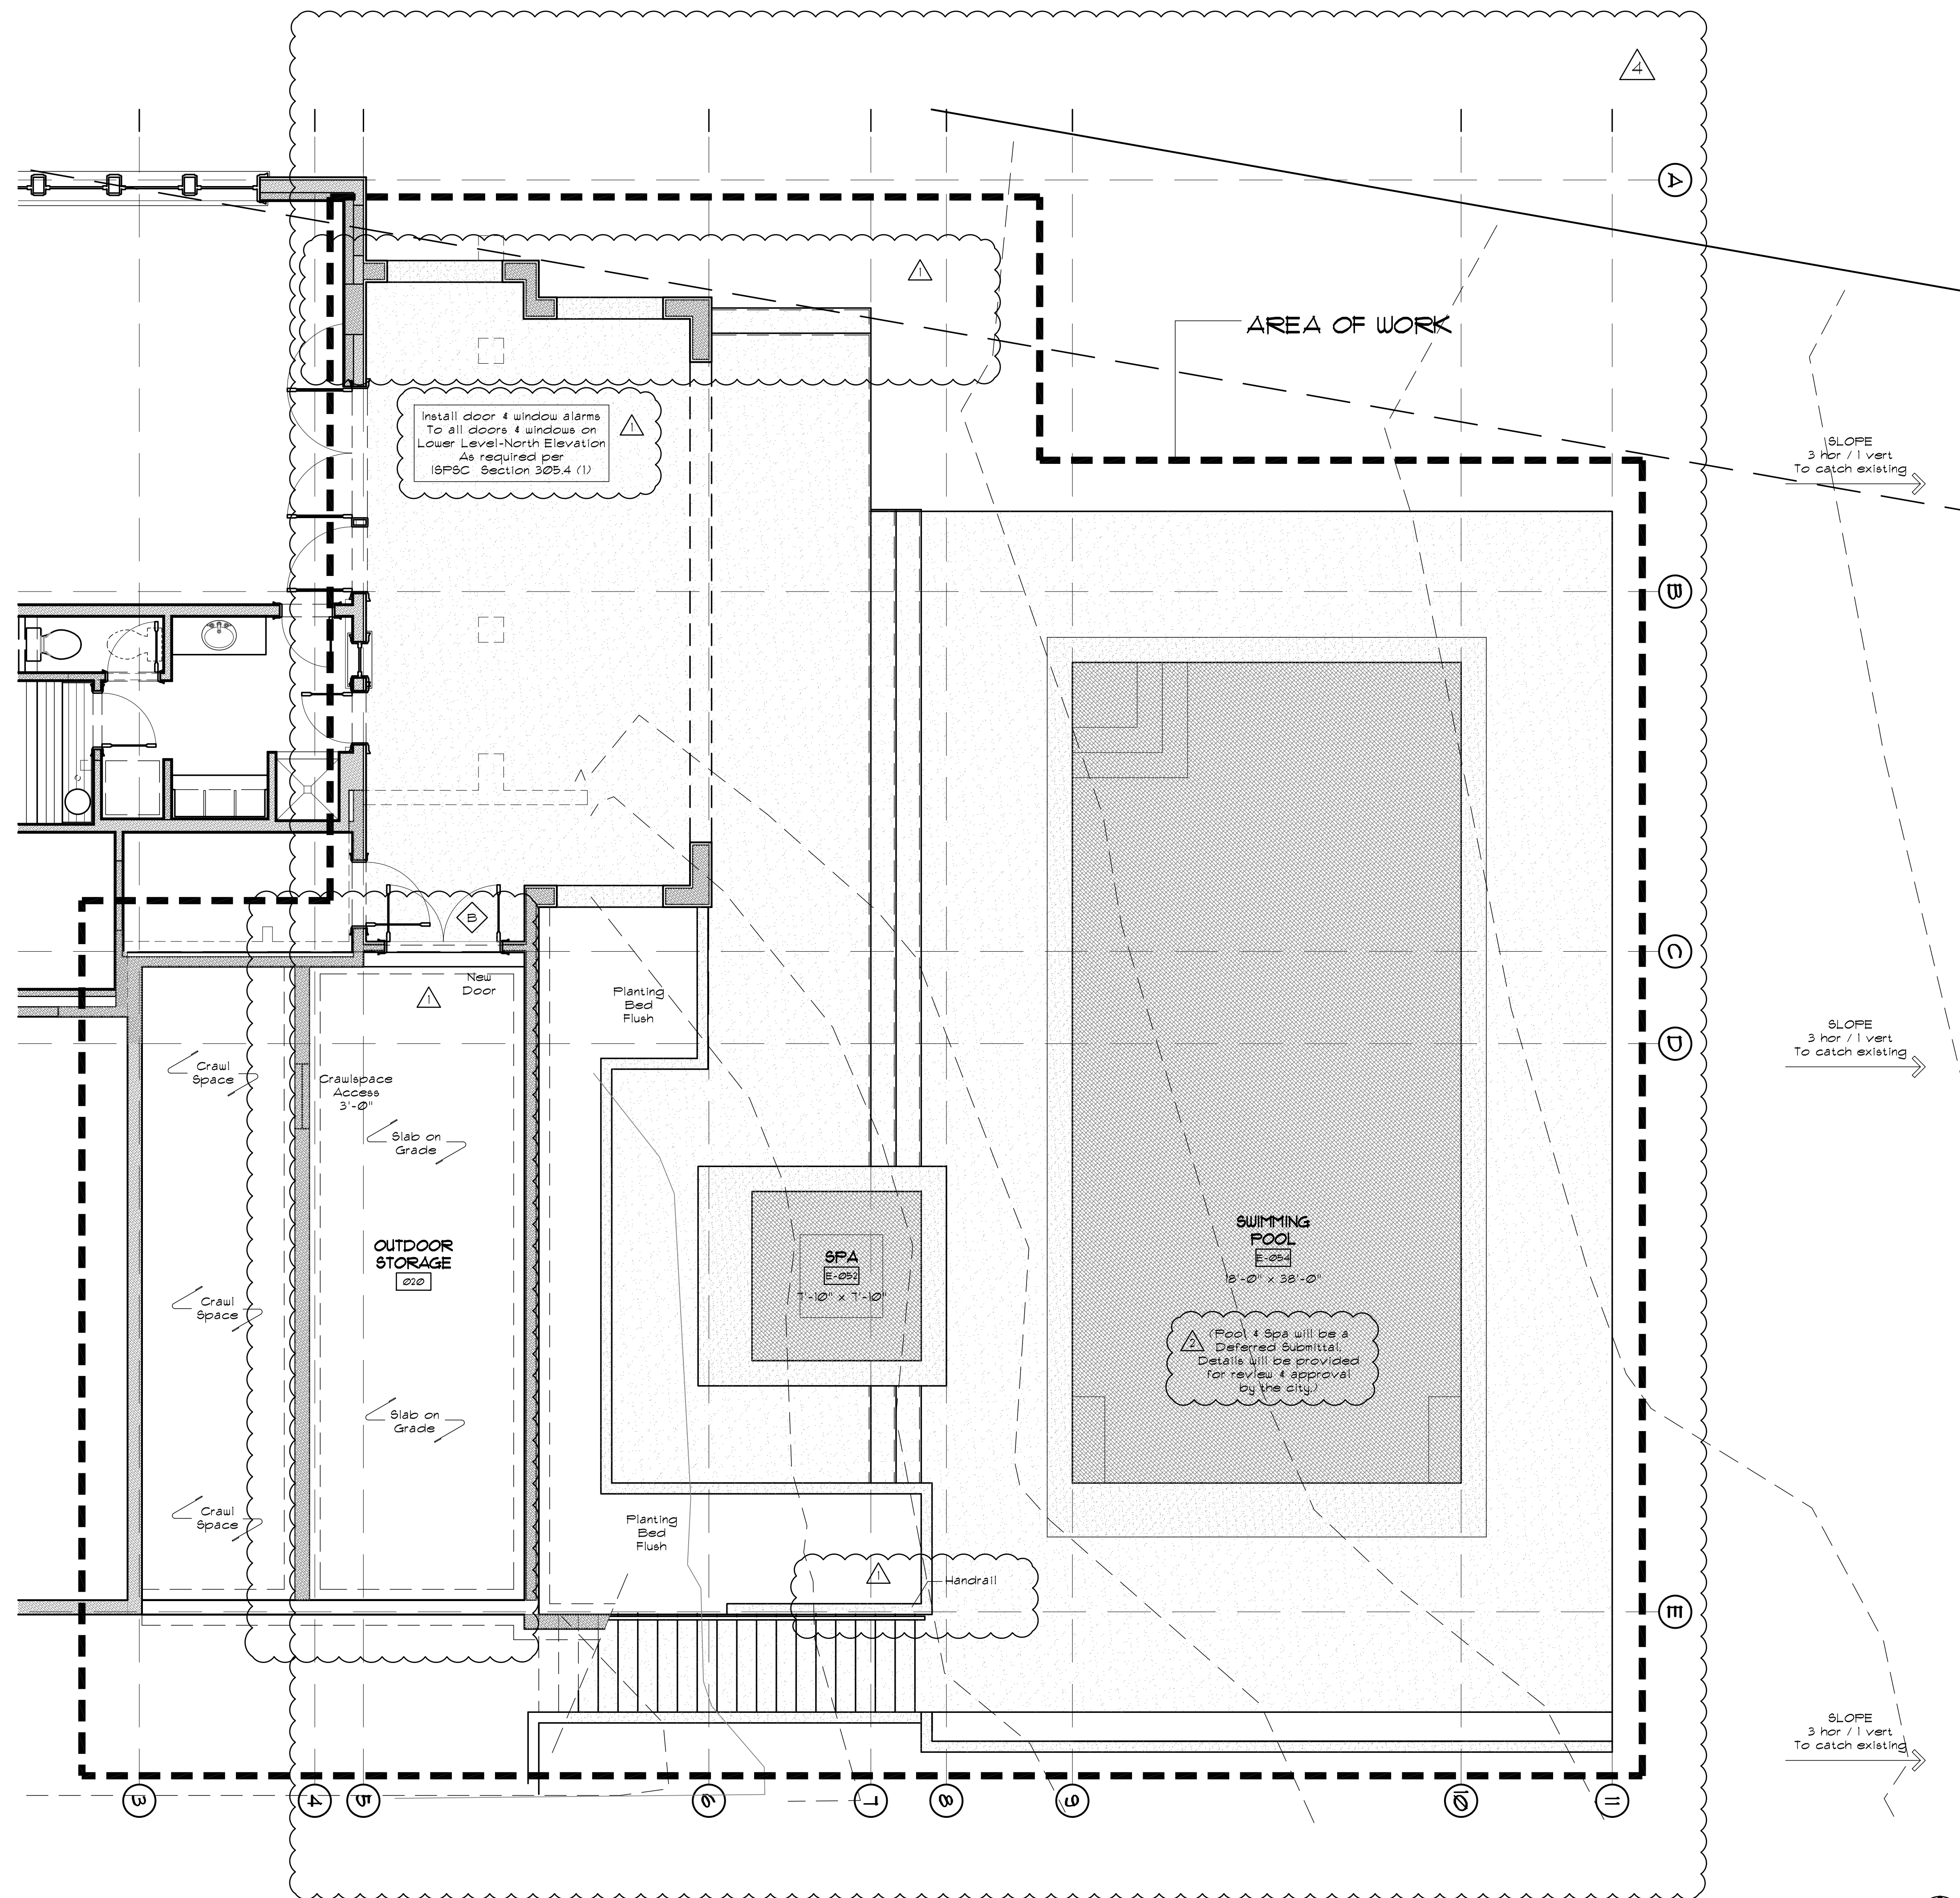 4
A
1
AREA OF WORK
Install door & window alarms
To all doors & windows on
Lower Level-North Elevation
As required per
ISPSC Section 305.4 (1)
1
SLOPE
3 hor / 1 vert
To catch existing
B
B
New
Door
1
Planting
Bed
Flush
C
D
SLOPE
3 hor / 1 vert
To catch existing
Crawl
Space
Crawlspace
Access
3'-0"
Slab on
Grade
OUTDOOR
STORAGE
020
SPA
E-052
7'-10" x 7'-10"
SWIMMING
POOL
E-054
18'-0" x 38'-0"
Crawl
Space
2
(Pool & Spa will be a
Deferred Submittal.
Details will be provided
for review & approval
by the city.)
Slab on
Grade
Crawl
Space
Planting
Bed
Flush
1
Handrail
E
SLOPE
3 hor / 1 vert
To catch existing
3
4
5
6
7
8
9
10
11